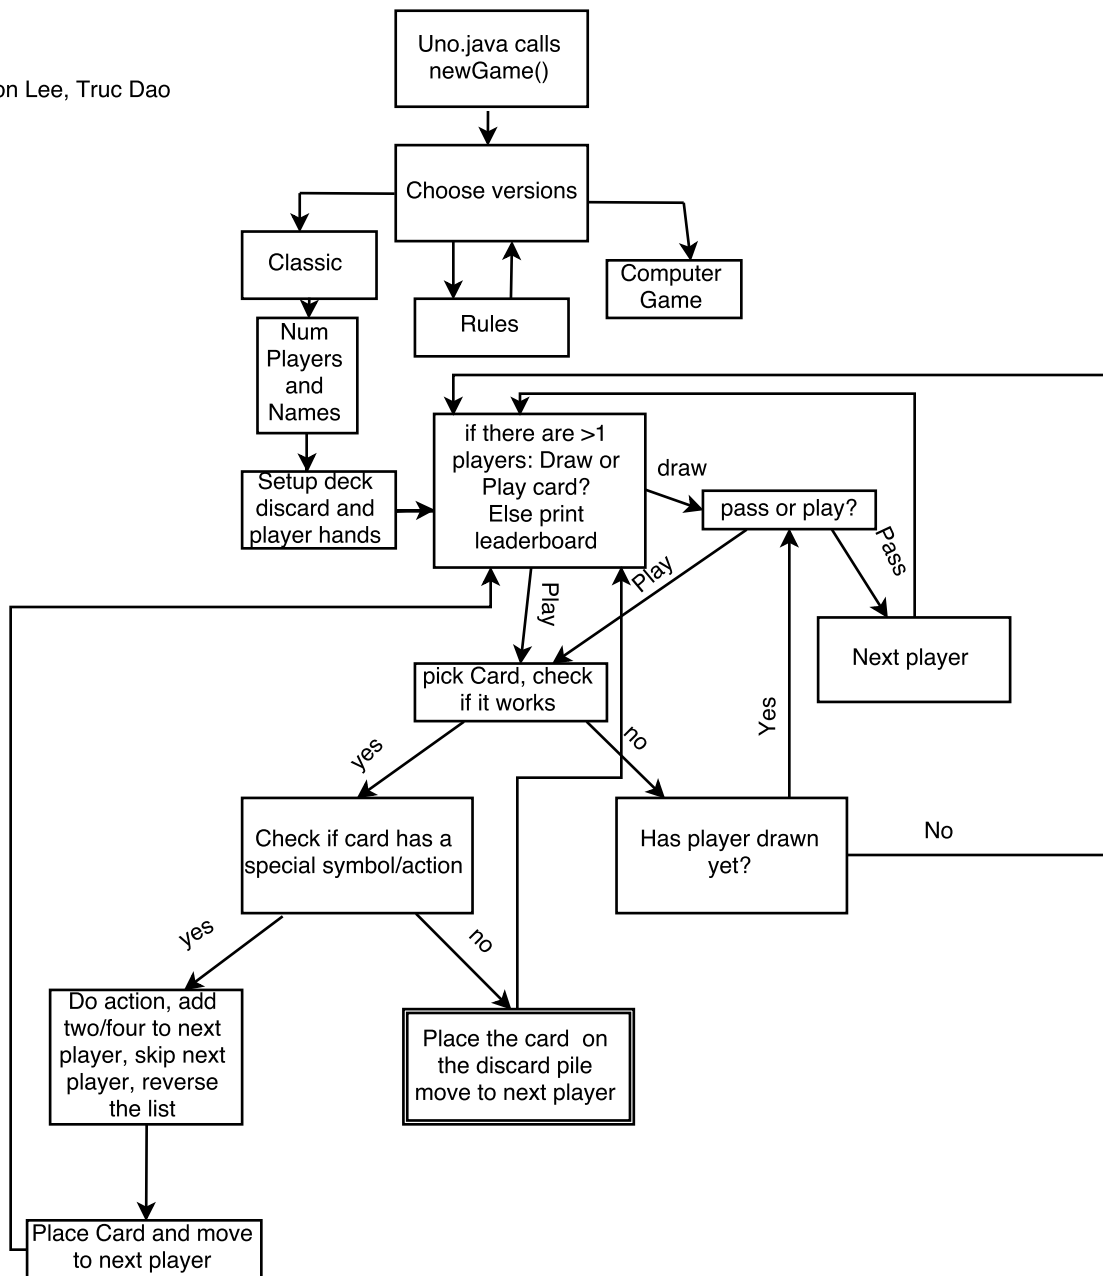 Uno.java calls
newGame()
Lee, Truc Dao
Choose versions
Classic
Computer
Game
Rules
Num
Players
and
Names
if there are >1
players: Draw or
Play card?
Else print
leaderboard
draw
Setup deck
discard and
player hands
pass or play?
Pass
Play
Play
Next player
pick Card, check
if it works
yes
no
Yes
Check if card has a
special symbol/action
Has player drawn
yet?
No
yes
no
Do action, add
two/four to next
player, skip next
player, reverse
the list
Place the card on
the discard pile
move to next player
Place Card and move
to next player